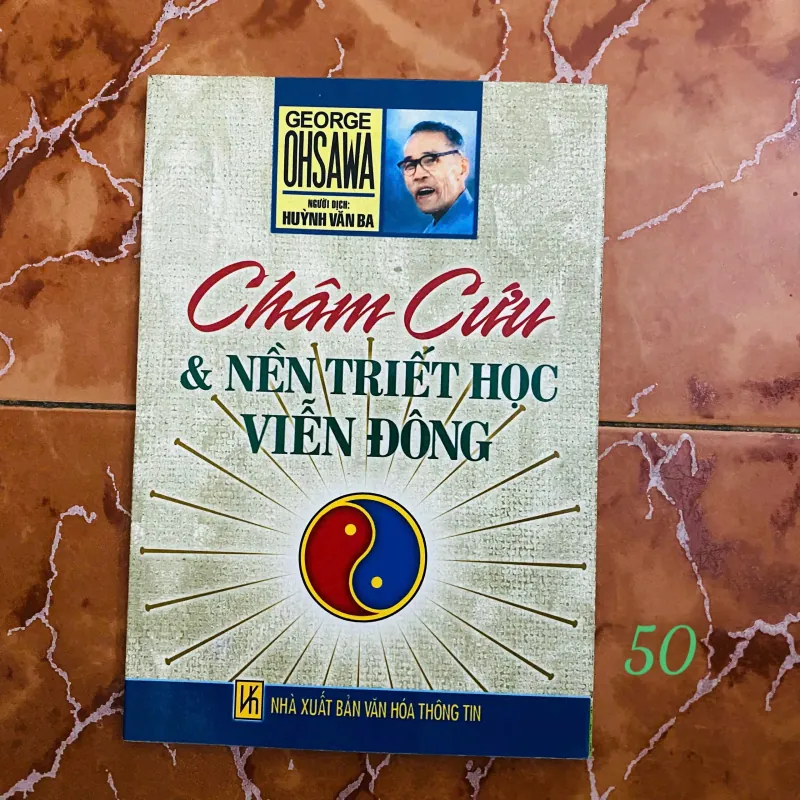 GEORGE
OHSAWA
NGƯỜI DỊCH:
HUỲNH VĂN BA
Châm Cứu
& NỀN TRIẾT HỌC
VIỄN ĐÔNG
VH NHÀ XUẤT BẢN VĂN HÓA THÔNG TIN
50